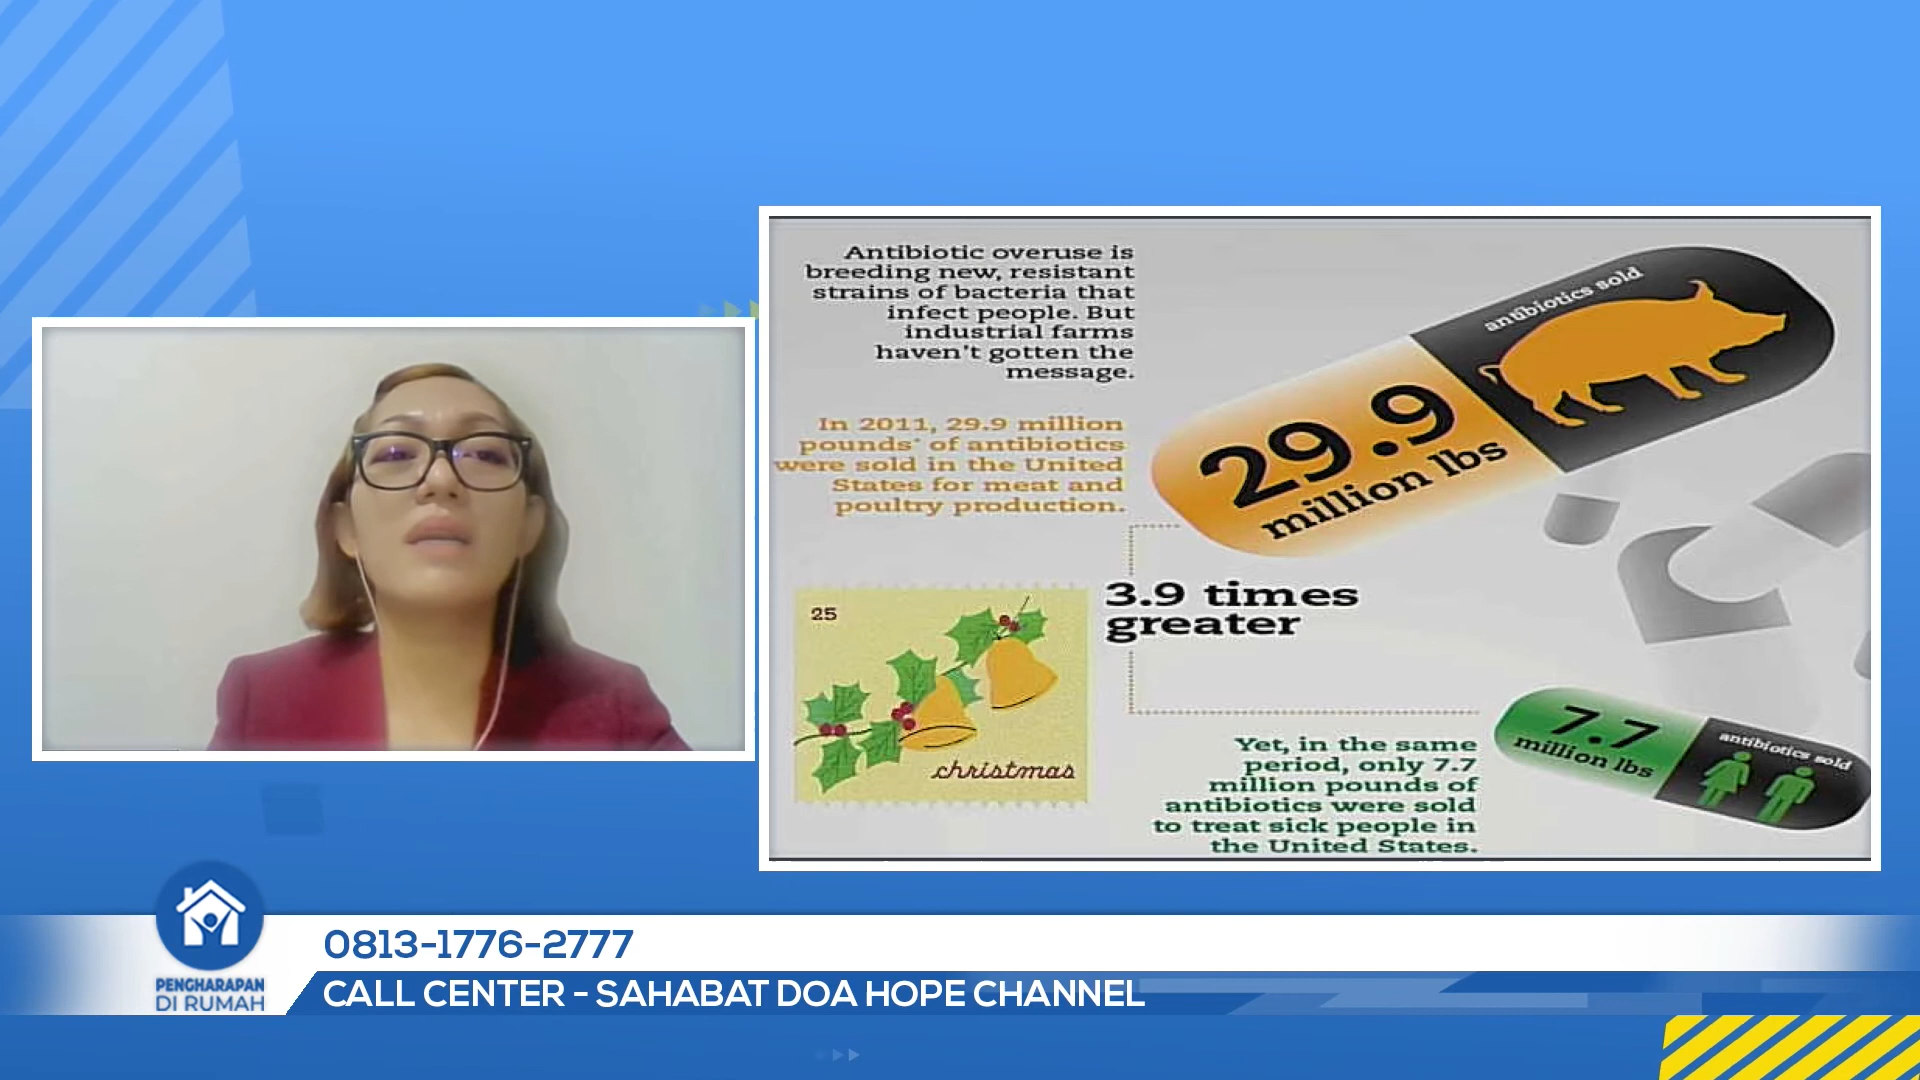 Antibiotic overuse is
breeding new, resistant
strains of bacteria that
infect people. But
industrial farms
haven't gotten the
message.
In 2011, 29.9 million
pounds* of antibiotics
were sold in the United
States for meat and
poultry production.
antibiotics sold
29.9
million lbs
3.9 times
greater
25
christmas
Yet, in the same
period, only 7.7
million pounds of
antibiotics were sold
to treat sick people in
the United States.
7.7
million lbs
antibiotics sold
PENGHARAPAN
DI RUMAH
0813-1776-2777
CALL CENTER - SAHABAT DOA HOPE CHANNEL